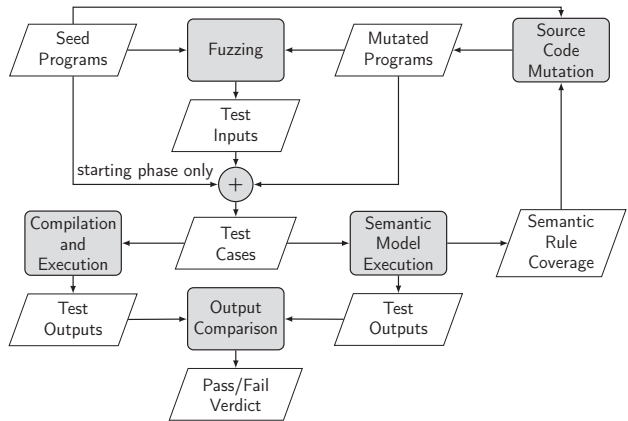 Seed
Programs
Fuzzing
Mutated
Programs
Source
Code
Mutation
Test
Inputs
starting phase only
+
Compilation
and
Execution
Test
Cases
Semantic
Model
Execution
Semantic
Rule
Coverage
Test
Outputs
Output
Comparison
Test
Outputs
Pass/Fail
Verdict